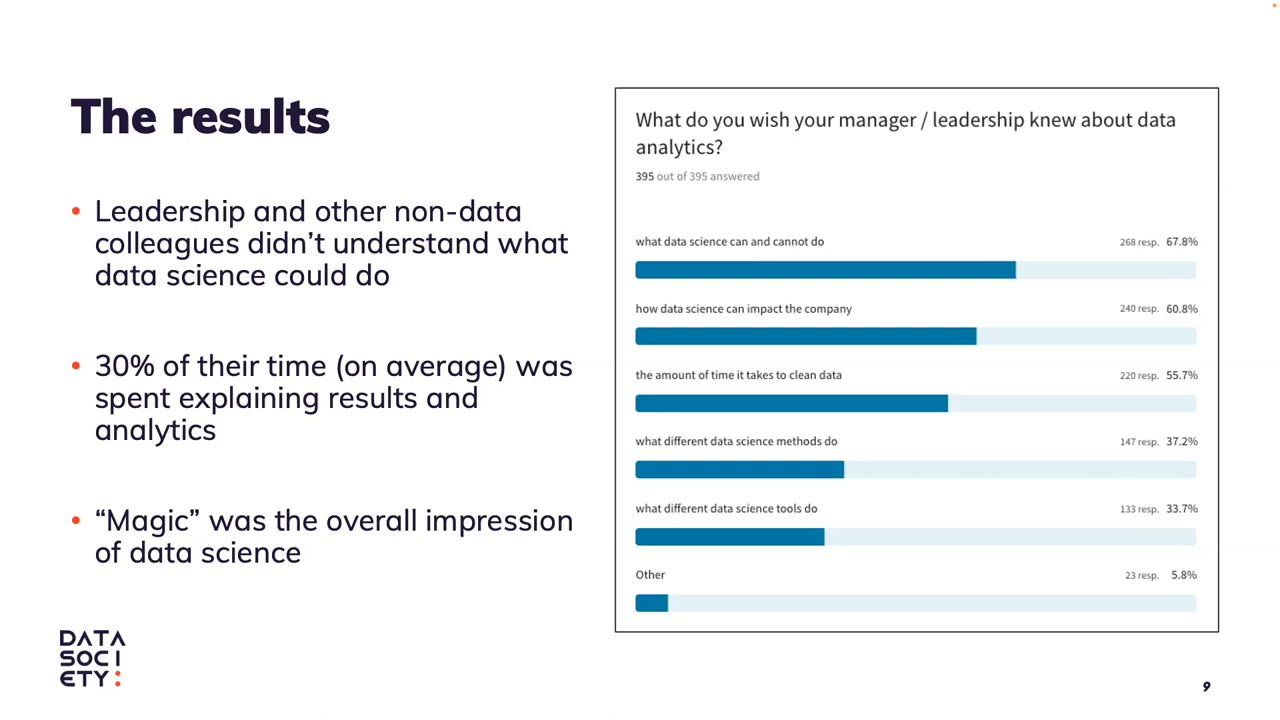 The results
• Leadership and other non-data
colleagues didn’t understand what
data science could do
• 30% of their time (on average) was
spent explaining results and
analytics
• “Magic” was the overall impression
of data science
What do you wish your manager / leadership knew about data
analytics?
395 out of 395 answered
what data science can and cannot do 268 resp. 67.8%
how data science can impact the company 240 resp. 60.8%
the amount of time it takes to clean data 220 resp. 55.7%
what different data science methods do 147 resp. 37.2%
what different data science tools do 133 resp. 33.7%
Other 23 resp. 5.8%
DATA
SOCI
ETY:
9